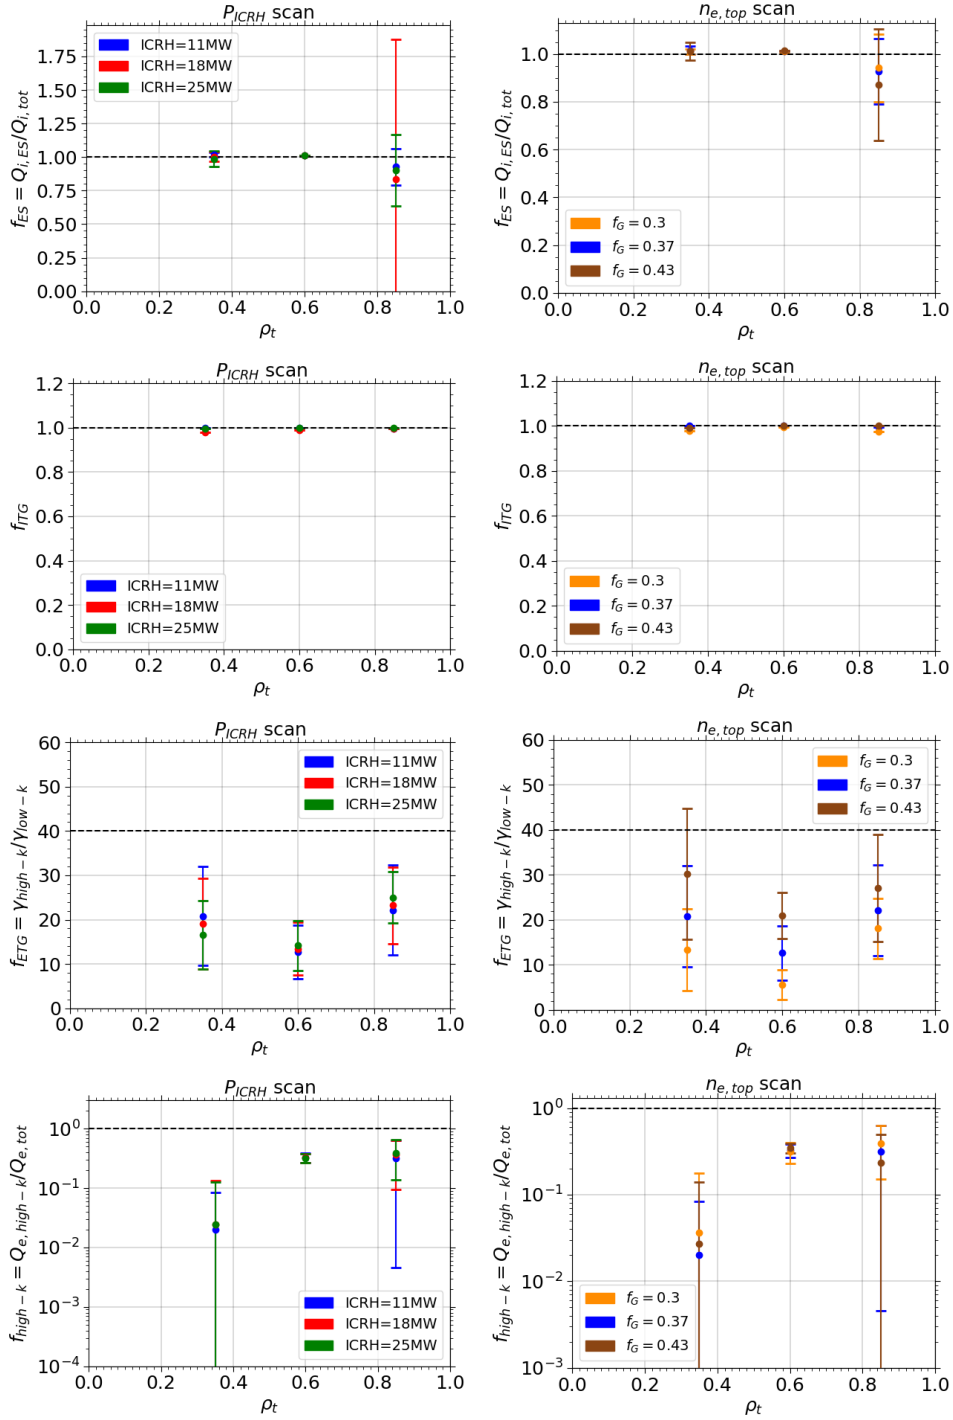 P_ICRH scan
f_ES = Q_i,ES/Q_i,tot
1.75
1.50
1.25
1.00
0.75
0.50
0.25
0.00
ICRH=11MW
ICRH=18MW
ICRH=25MW
0.0 0.2 0.4 0.6 0.8 1.0
ρ_t
n_e,top scan
f_ES = Q_i,ES/Q_i,tot
1.0
0.8
0.6
0.4
0.2
0.0
f_G = 0.3
f_G = 0.37
f_G = 0.43
0.0 0.2 0.4 0.6 0.8 1.0
ρ_t
P_ICRH scan
f_ITG
1.2
1.0
0.8
0.6
0.4
0.2
0.0
ICRH=11MW
ICRH=18MW
ICRH=25MW
0.0 0.2 0.4 0.6 0.8 1.0
ρ_t
n_e,top scan
f_ITG
1.2
1.0
0.8
0.6
0.4
0.2
0.0
f_G = 0.3
f_G = 0.37
f_G = 0.43
0.0 0.2 0.4 0.6 0.8 1.0
ρ_t
P_ICRH scan
f_ETG = γ_high−k/γ_low−k
60
50
40
30
20
10
0
ICRH=11MW
ICRH=18MW
ICRH=25MW
0.0 0.2 0.4 0.6 0.8 1.0
ρ_t
n_e,top scan
f_ETG = γ_high−k/γ_low−k
60
50
40
30
20
10
0
f_G = 0.3
f_G = 0.37
f_G = 0.43
0.0 0.2 0.4 0.6 0.8 1.0
ρ_t
P_ICRH scan
f_high−k = Q_e,high−k/Q_e,tot
10^0
10^−1
10^−2
10^−3
10^−4
ICRH=11MW
ICRH=18MW
ICRH=25MW
0.0 0.2 0.4 0.6 0.8 1.0
ρ_t
n_e,top scan
f_high−k = Q_e,high−k/Q_e,tot
10^0
10^−1
10^−2
10^−3
f_G = 0.3
f_G = 0.37
f_G = 0.43
0.0 0.2 0.4 0.6 0.8 1.0
ρ_t